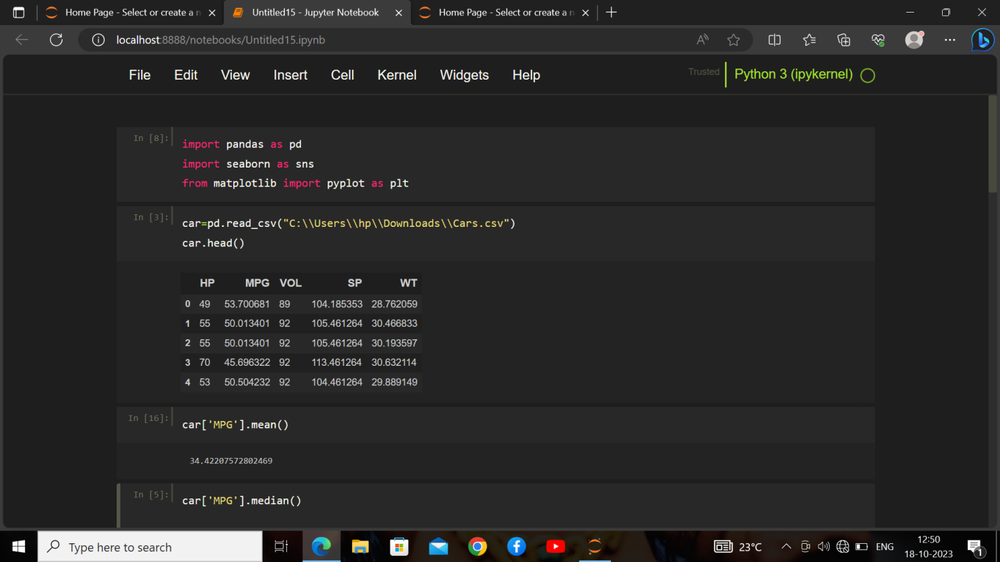 Home Page - Select or create a n
Untitled15 - Jupyter Notebook
Home Page - Select or create a n
localhost:8888/notebooks/Untitled15.ipynb
File Edit View Insert Cell Kernel Widgets Help
Trusted
Python 3 (ipykernel)
In [8]:
import pandas as pd
import seaborn as sns
from matplotlib import pyplot as plt
In [3]:
car=pd.read_csv("C:\\Users\\hp\\Downloads\\Cars.csv")
car.head()
HP MPG VOL SP WT
0 49 53.700681 89 104.185353 28.762059
1 55 50.013401 92 105.461264 30.466833
2 55 50.013401 92 105.461264 30.193597
3 70 45.696322 92 113.461264 30.632114
4 53 50.504232 92 104.461264 29.889149
In [16]:
car['MPG'].mean()
34.42207572802469
In [5]:
car['MPG'].median()
Type here to search
23°C
ENG
12:50
18-10-2023
1